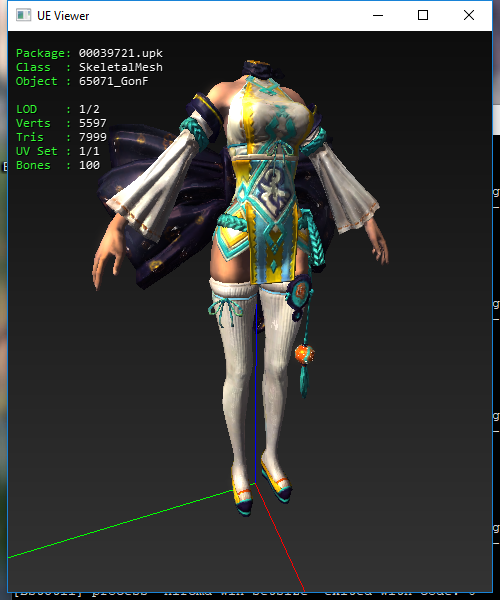 UE Viewer
Package: 00039721.upk
Class : SkeletalMesh
Object : 65071_GonF
LOD : 1/2
Verts : 5597
Tris : 7999
UV Set : 1/1
Bones : 100